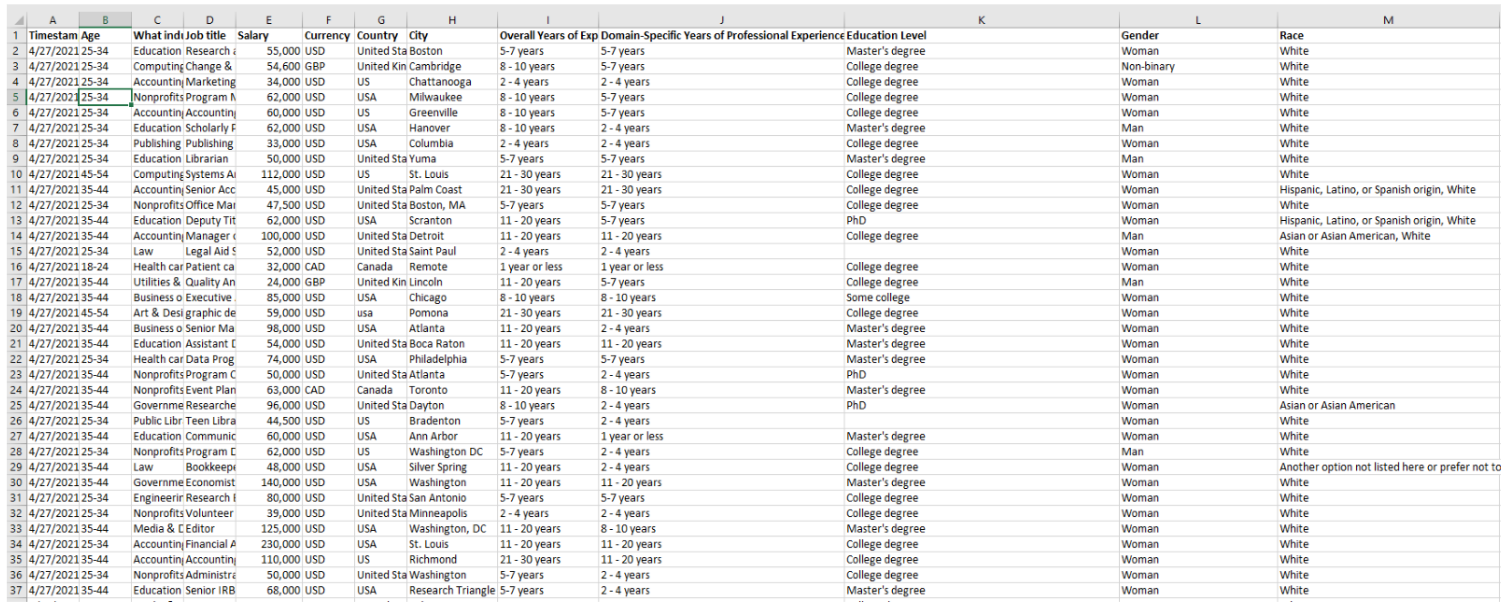 A B C D E F G H I J K L M
1 Timestam Age What indu Job title Salary Currency Country City Overall Years of Exp Domain-Specific Years of Professional Experience Education Level Gender Race
2 4/27/2021 25-34 Education Research a 55,000 USD United Sta Boston 5-7 years 5-7 years Master's degree Woman White
3 4/27/2021 25-34 Computing Change & 54,600 GBP United Kin Cambridge 8 - 10 years 5-7 years College degree Non-binary White
4 4/27/2021 25-34 Accounting Marketing 34,000 USD US Chattanooga 2 - 4 years 2 - 4 years College degree Woman White
5 4/27/2021 25-34 Nonprofits Program M 62,000 USD USA Milwaukee 8 - 10 years 5-7 years College degree Woman White
6 4/27/2021 25-34 Accounting Accounting 60,000 USD US Greenville 8 - 10 years 5-7 years College degree Woman White
7 4/27/2021 25-34 Education Scholarly P 62,000 USD USA Hanover 8 - 10 years 2 - 4 years Master's degree Man White
8 4/27/2021 25-34 Publishing Publishing 33,000 USD USA Columbia 2 - 4 years 2 - 4 years College degree Woman White
9 4/27/2021 25-34 Education Librarian 50,000 USD United Sta Yuma 5-7 years 5-7 years Master's degree Man White
10 4/27/2021 45-54 Computing Systems An 112,000 USD US St. Louis 21 - 30 years 21 - 30 years College degree Woman White
11 4/27/2021 35-44 Accounting Senior Acc 45,000 USD United Sta Palm Coast 21 - 30 years 21 - 30 years College degree Woman Hispanic, Latino, or Spanish origin, White
12 4/27/2021 25-34 Nonprofits Office Man 47,500 USD United Sta Boston, MA 5-7 years 5-7 years College degree Woman White
13 4/27/2021 35-44 Education Deputy Tit 62,000 USD USA Scranton 11 - 20 years 5-7 years PhD Woman Hispanic, Latino, or Spanish origin, White
14 4/27/2021 35-44 Accounting Manager o 100,000 USD United Sta Detroit 11 - 20 years 11 - 20 years College degree Man Asian or Asian American, White
15 4/27/2021 25-34 Law Legal Aid S 52,000 USD United Sta Saint Paul 2 - 4 years 2 - 4 years Woman White
16 4/27/2021 18-24 Health car Patient ca 32,000 CAD Canada Remote 1 year or less 1 year or less College degree Woman White
17 4/27/2021 35-44 Utilities & Quality An 24,000 GBP United Kin Lincoln 11 - 20 years 5-7 years College degree Man White
18 4/27/2021 35-44 Business o Executive 85,000 USD USA Chicago 8 - 10 years 8 - 10 years Some college Woman White
19 4/27/2021 45-54 Art & Desi graphic de 59,000 USD usa Pomona 21 - 30 years 21 - 30 years College degree Woman White
20 4/27/2021 35-44 Business o Senior Ma 98,000 USD USA Atlanta 11 - 20 years 2 - 4 years Master's degree Woman White
21 4/27/2021 35-44 Education Assistant D 54,000 USD United Sta Boca Raton 11 - 20 years 11 - 20 years Master's degree Woman White
22 4/27/2021 25-34 Health car Data Prog 74,000 USD USA Philadelphia 5-7 years 5-7 years Master's degree Woman White
23 4/27/2021 35-44 Nonprofits Program C 50,000 USD United Sta Atlanta 5-7 years 2 - 4 years PhD Woman White
24 4/27/2021 35-44 Nonprofits Event Plan 63,000 CAD Canada Toronto 11 - 20 years 8 - 10 years Master's degree Woman White
25 4/27/2021 35-44 Governme Researche 96,000 USD United Sta Dayton 8 - 10 years 2 - 4 years PhD Woman Asian or Asian American
26 4/27/2021 25-34 Public Libr Teen Libra 44,500 USD US Bradenton 5-7 years 2 - 4 years Woman White
27 4/27/2021 35-44 Education Communic 60,000 USD USA Ann Arbor 11 - 20 years 1 year or less Master's degree Woman White
28 4/27/2021 25-34 Nonprofits Program D 62,000 USD US Washington DC 5-7 years 2 - 4 years College degree Man White
29 4/27/2021 35-44 Law Bookkeepe 48,000 USD USA Silver Spring 11 - 20 years 2 - 4 years College degree Woman Another option not listed here or prefer not to
30 4/27/2021 35-44 Governme Economist 140,000 USD USA Washington 11 - 20 years 11 - 20 years Master's degree Woman White
31 4/27/2021 25-34 Engineerin Research E 80,000 USD United Sta San Antonio 5-7 years 5-7 years College degree Woman White
32 4/27/2021 25-34 Nonprofits Volunteer 39,000 USD United Sta Minneapolis 2 - 4 years 2 - 4 years College degree Woman White
33 4/27/2021 35-44 Media & D Editor 125,000 USD USA Washington, DC 11 - 20 years 8 - 10 years Master's degree Woman White
34 4/27/2021 25-34 Accounting Financial A 230,000 USD USA St. Louis 11 - 20 years 11 - 20 years College degree Woman White
35 4/27/2021 35-44 Accounting Accounting 110,000 USD US Richmond 21 - 30 years 11 - 20 years College degree Woman White
36 4/27/2021 25-34 Nonprofits Administra 50,000 USD United Sta Washington 5-7 years 2 - 4 years College degree Woman White
37 4/27/2021 35-44 Education Senior IRB 68,000 USD USA Research Triangle 5-7 years 2 - 4 years Master's degree Woman White